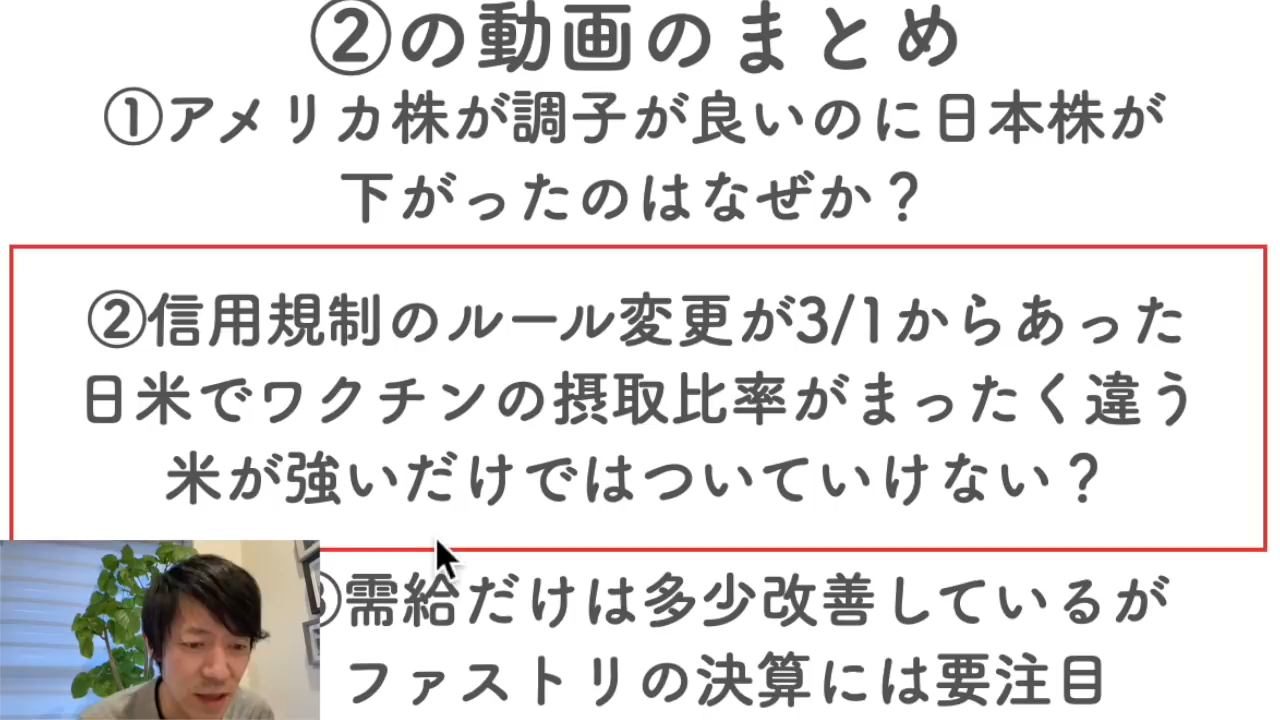 ②の動画のまとめ
①アメリカ株が調子が良いのに日本株が
下がったのはなぜか？
②信用規制のルール変更が3/1からあった
日米でワクチンの摂取比率がまったく違う
米が強いだけではついていけない？
需給だけは多少改善しているが
ファストリの決算には要注目